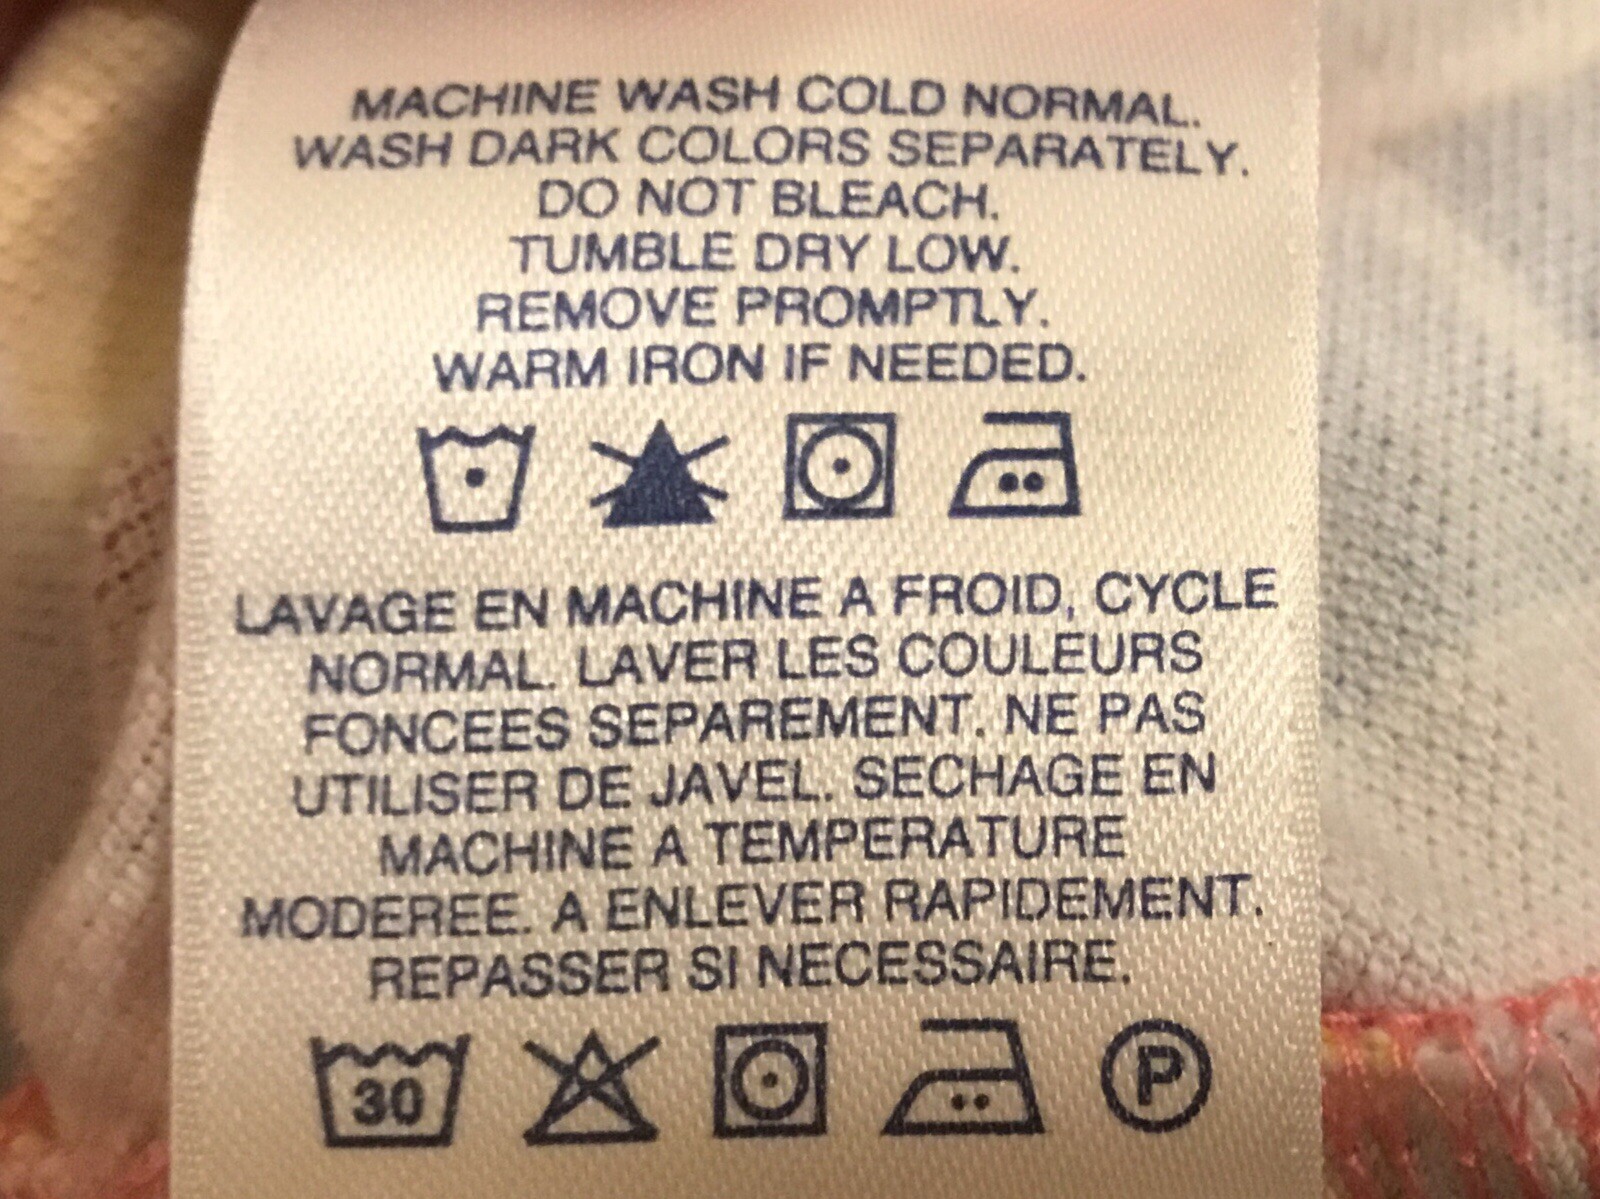 MACHINE WASH COLD NORMAL.
WASH DARK COLORS SEPARATELY.
DO NOT BLEACH.
TUMBLE DRY LOW.
REMOVE PROMPTLY.
WARM IRON IF NEEDED.
LAVAGE EN MACHINE A FROID, CYCLE
NORMAL. LAVER LES COULEURS
FONCEES SEPAREMENT. NE PAS
UTILISER DE JAVEL. SECHAGE EN
MACHINE A TEMPERATURE
MODEREE. A ENLEVER RAPIDEMENT.
REPASSER SI NECESSAIRE.
30 P